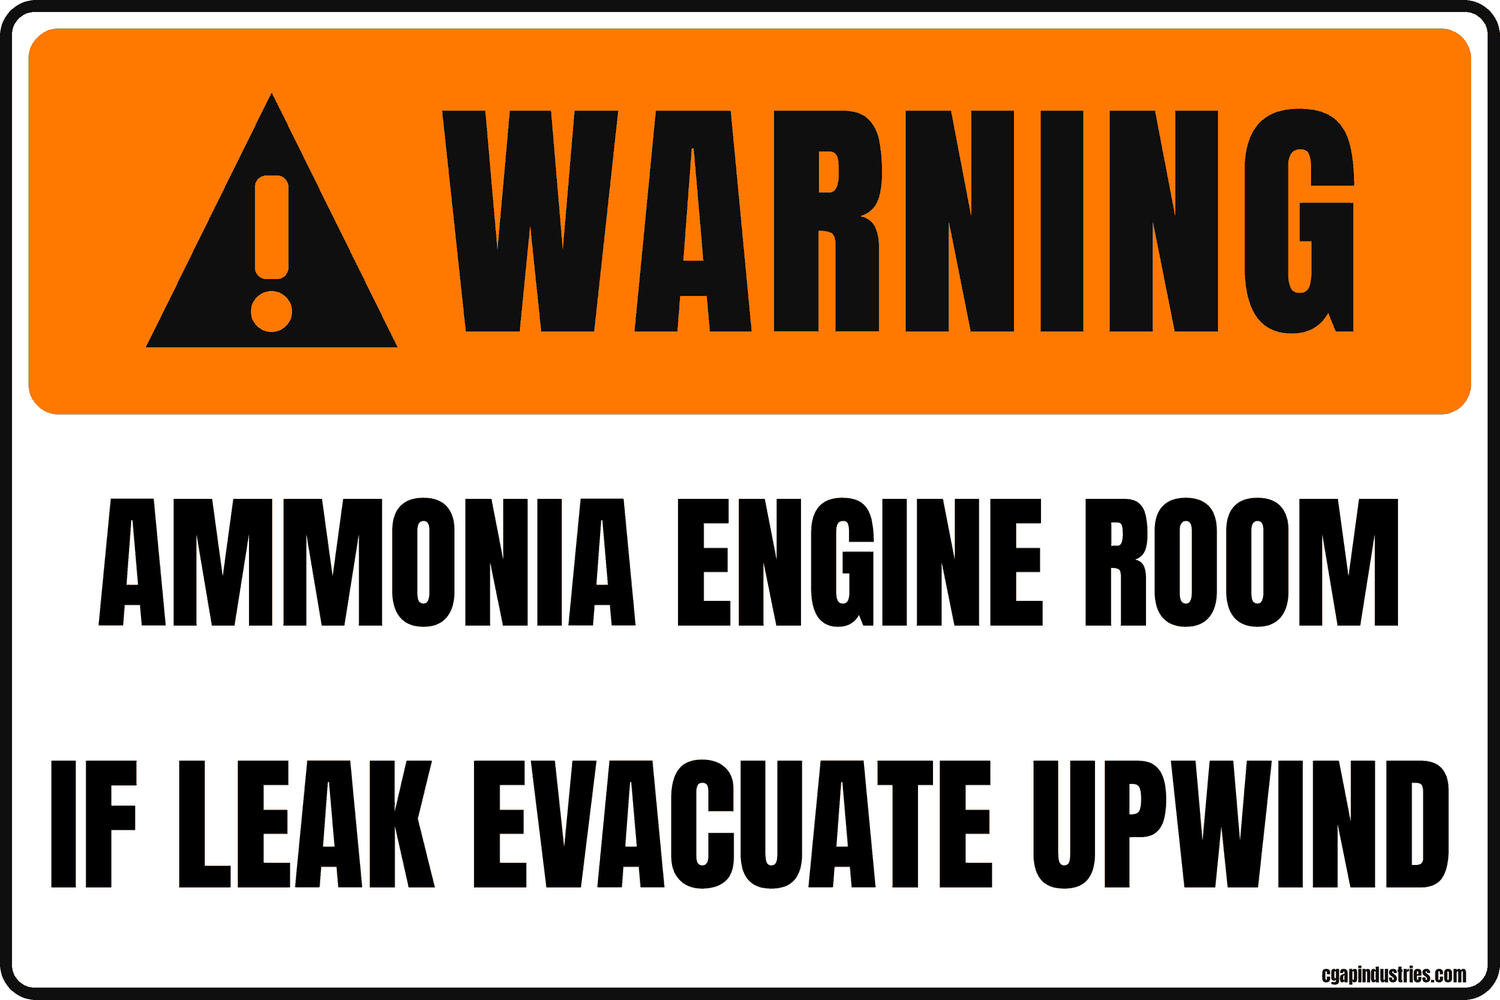 WARNING
AMMONIA ENGINE ROOM
IF LEAK EVACUATE UPWIND
cgapindustries.com